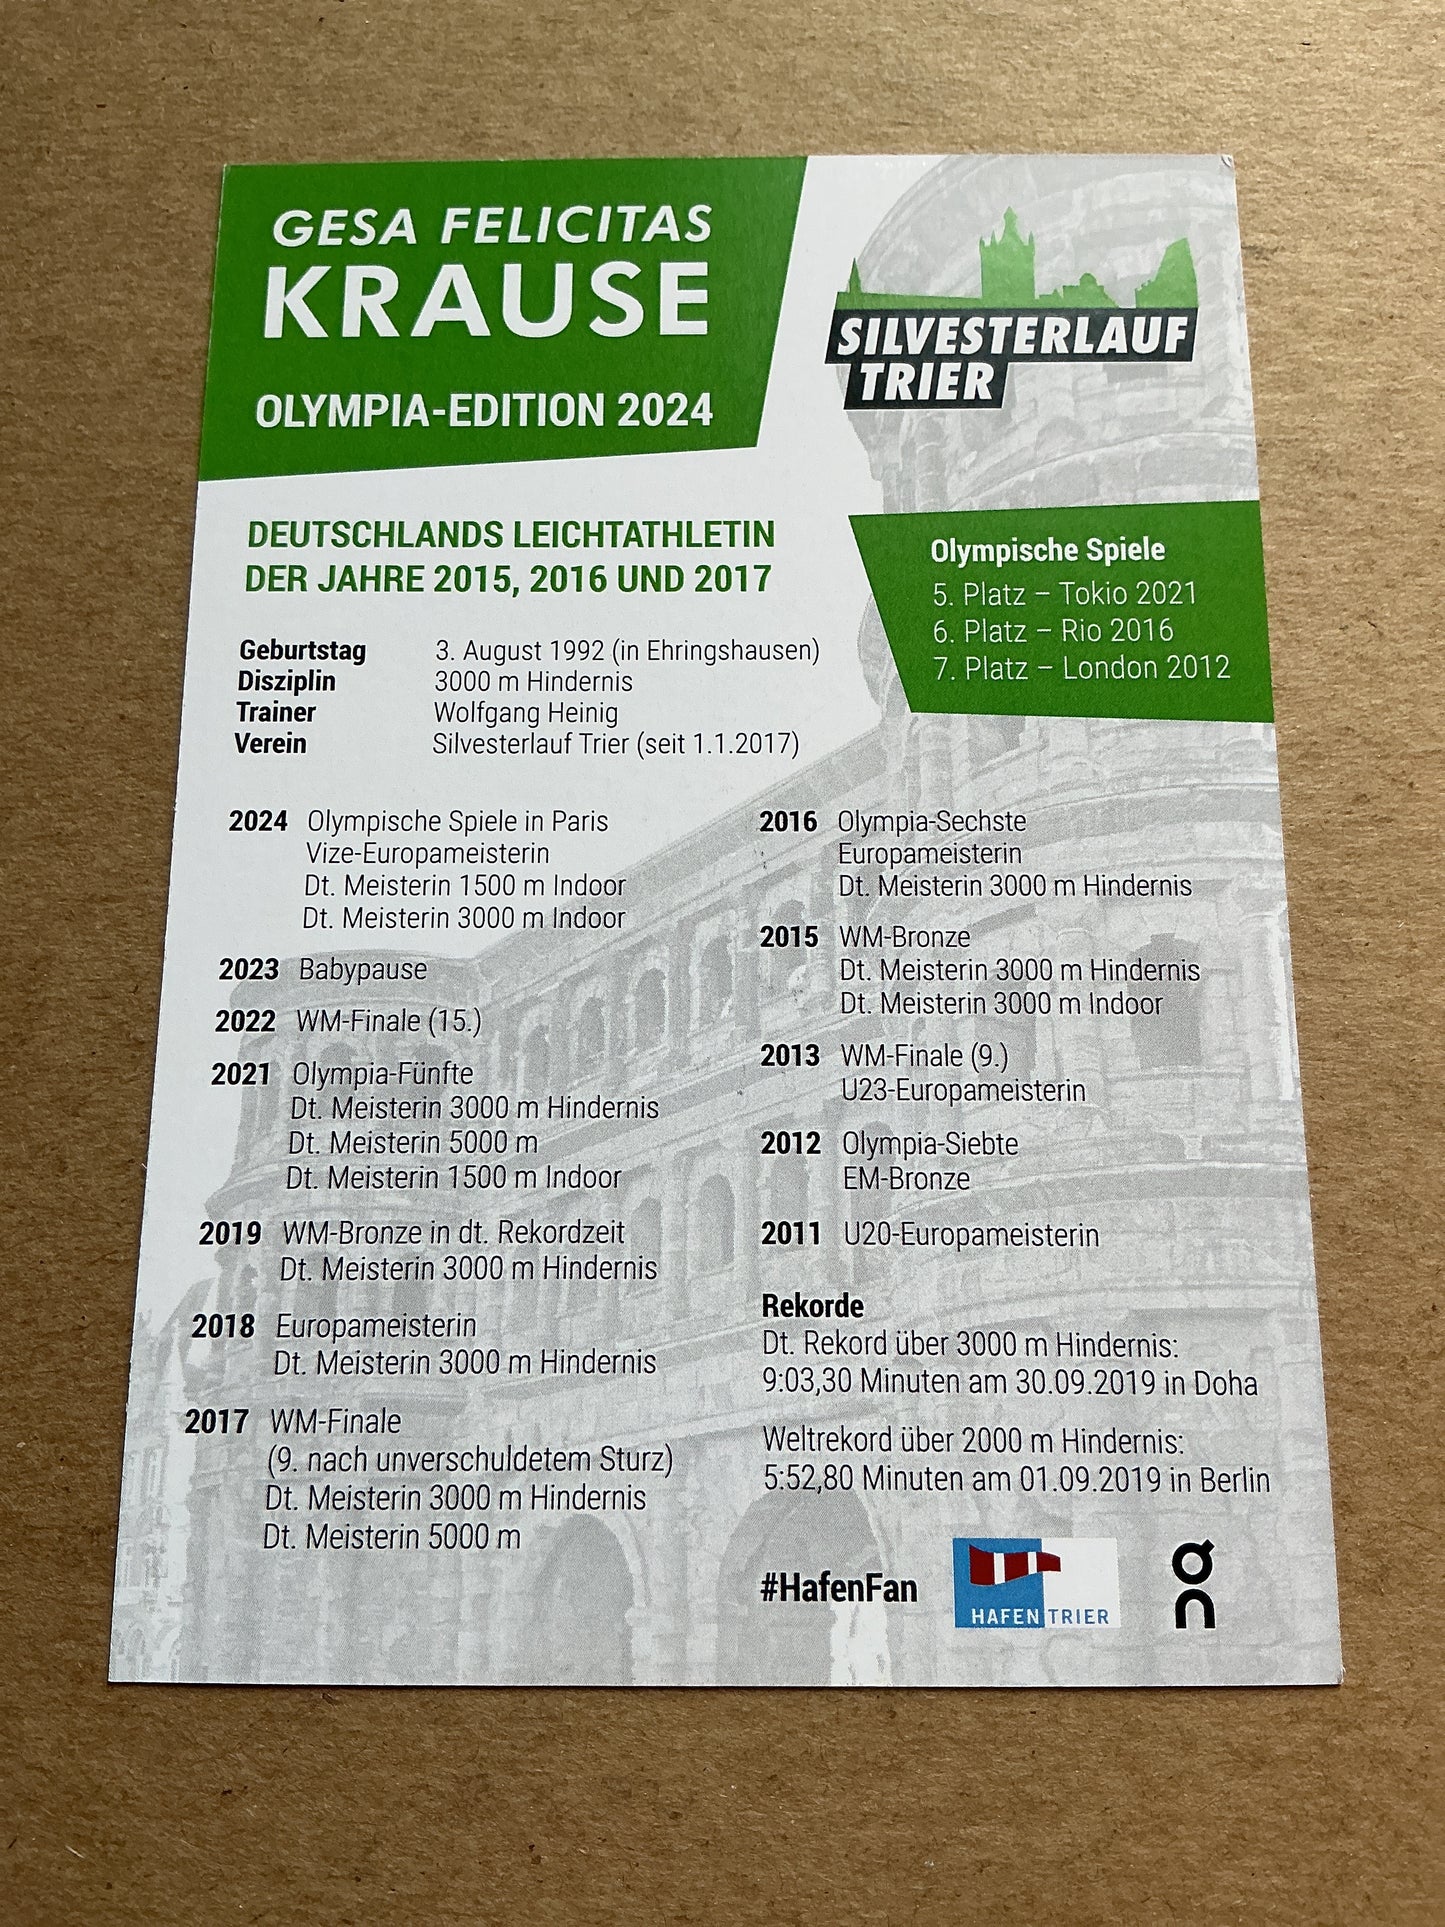 GESA FELICITAS
KRAUSE
OLYMPIA-EDITION 2024
SILVESTERLAUF
TRIER
DEUTSCHLANDS LEICHTATHLETIN
DER JAHRE 2015, 2016 UND 2017
Olympische Spiele
5. Platz – Tokio 2021
6. Platz – Rio 2016
7. Platz – London 2012
Geburtstag 3. August 1992 (in Ehringshausen)
Disziplin 3000 m Hindernis
Trainer Wolfgang Heinig
Verein Silvesterlauf Trier (seit 1.1.2017)
2024 Olympische Spiele in Paris
Vize-Europameisterin
Dt. Meisterin 1500 m Indoor
Dt. Meisterin 3000 m Indoor
2023 Babypause
2022 WM-Finale (15.)
2021 Olympia-Fünfte
Dt. Meisterin 3000 m Hindernis
Dt. Meisterin 5000 m
Dt. Meisterin 1500 m Indoor
2019 WM-Bronze in dt. Rekordzeit
Dt. Meisterin 3000 m Hindernis
2018 Europameisterin
Dt. Meisterin 3000 m Hindernis
2017 WM-Finale
(9. nach unverschuldetem Sturz)
Dt. Meisterin 3000 m Hindernis
Dt. Meisterin 5000 m
2016 Olympia-Sechste
Europameisterin
Dt. Meisterin 3000 m Hindernis
2015 WM-Bronze
Dt. Meisterin 3000 m Hindernis
Dt. Meisterin 3000 m Indoor
2013 WM-Finale (9.)
U23-Europameisterin
2012 Olympia-Siebte
EM-Bronze
2011 U20-Europameisterin
Rekorde
Dt. Rekord über 3000 m Hindernis:
9:03,30 Minuten am 30.09.2019 in Doha
Weltrekord über 2000 m Hindernis:
5:52,80 Minuten am 01.09.2019 in Berlin
#HafenFan
HAFEN TRIER
On